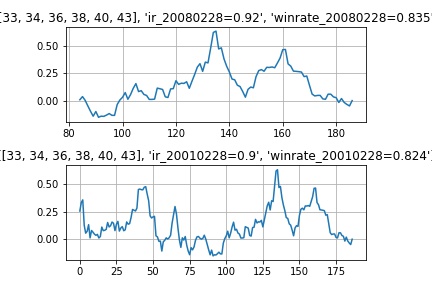 [33, 34, 36, 38, 40, 43], 'ir_20080228=0.92', 'winrate_20080228=0.835'
0.50
0.25
0.00
80 100 120 140 160 180
[[33, 34, 36, 38, 40, 43], 'ir_20010228=0.9', 'winrate_20010228=0.824']
0.50
0.25
0.00
0 25 50 75 100 125 150 175